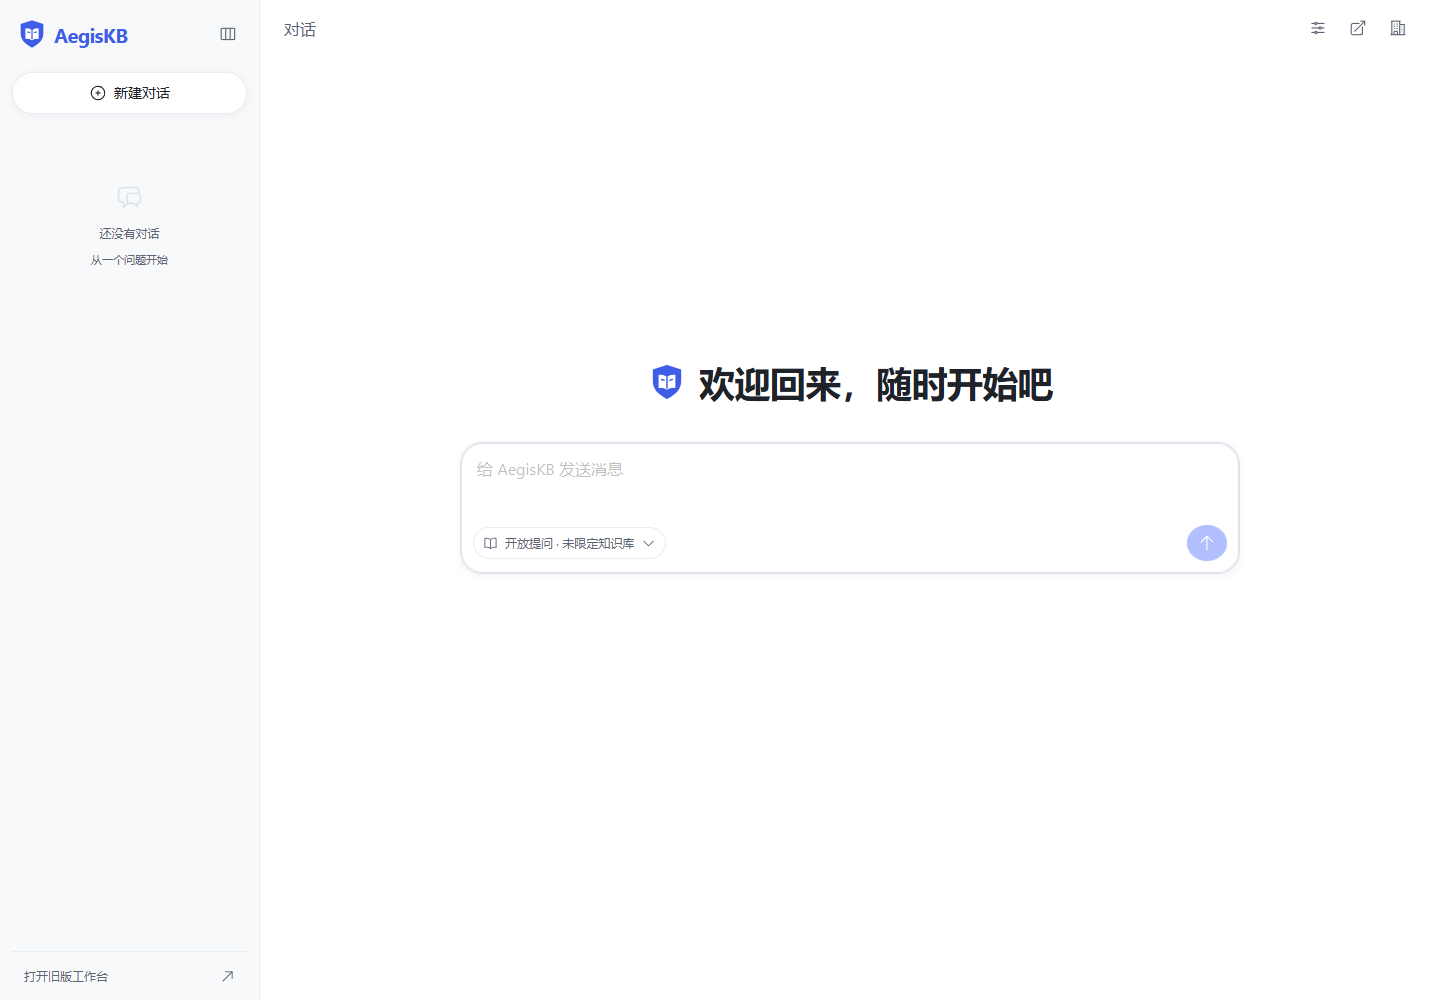 AegisKB
新建对话
还没有对话
从一个问题开始
打开旧版工作台
对话
欢迎回来，随时开始吧
给 AegisKB 发送消息
开放提问 · 未限定知识库